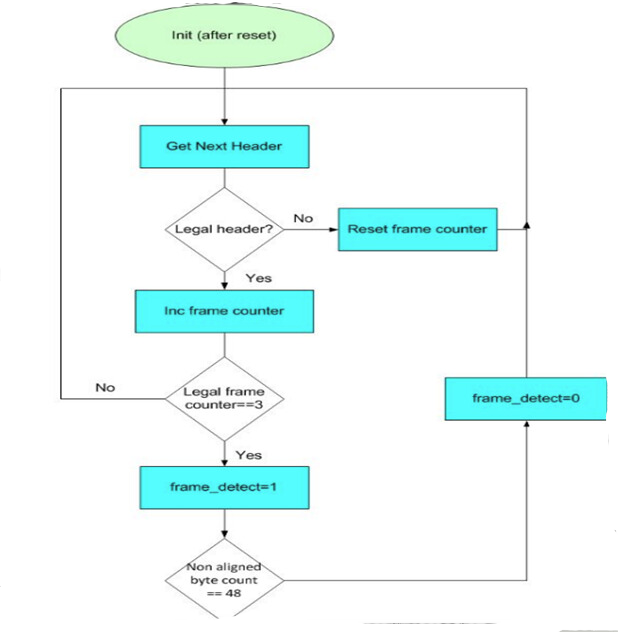 Init (after reset)
Get Next Header
Legal header?
No
Reset frame counter
Yes
Inc frame counter
No
Legal frame
counter==3
frame_detect=0
Yes
frame_detect=1
Non aligned
byte count
== 48